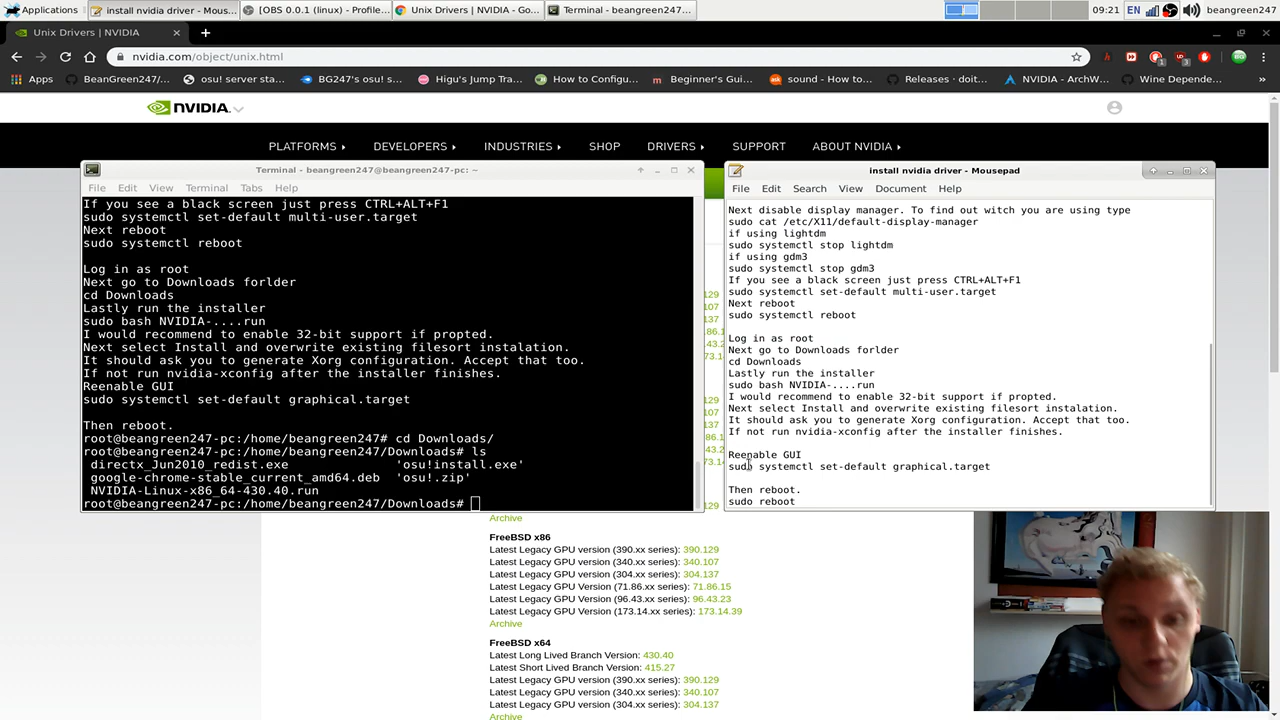 Applications
install nvidia driver - Mous...
[OBS 0.0.1 (linux) - Profile...
Unix Drivers | NVIDIA - Go...
Terminal - beangreen247...
09:21
EN
beangreen247
Unix Drivers | NVIDIA
nvidia.com/object/unix.html
Apps
BeanGreen247/...
osu! server sta...
BG247's osu! s...
Higu's Jump Tra...
How to Configu...
Beginner's Gui...
sound - How to...
Releases · doit...
NVIDIA - ArchW...
Wine Depende...
NVIDIA.
PLATFORMS
DEVELOPERS
INDUSTRIES
SHOP
DRIVERS
SUPPORT
ABOUT NVIDIA
Terminal - beangreen247@beangreen247-pc: ~
File Edit View Terminal Tabs Help
If you see a black screen just press CTRL+ALT+F1
sudo systemctl set-default multi-user.target
Next reboot
sudo systemctl reboot
Log in as root
Next go to Downloads forlder
cd Downloads
Lastly run the installer
sudo bash NVIDIA-....run
I would recommend to enable 32-bit support if propted.
Next select Install and overwrite existing filesort instalation.
It should ask you to generate Xorg configuration. Accept that too.
If not run nvidia-xconfig after the installer finishes.
Reenable GUI
sudo systemctl set-default graphical.target
Then reboot.
root@beangreen247-pc:/home/beangreen247# cd Downloads/
root@beangreen247-pc:/home/beangreen247/Downloads# ls
directx_Jun2010_redist.exe 'osu!install.exe'
google-chrome-stable_current_amd64.deb 'osu!.zip'
NVIDIA-Linux-x86_64-430.40.run
root@beangreen247-pc:/home/beangreen247/Downloads#
install nvidia driver - Mousepad
File Edit Search View Document Help
Next disable display manager. To find out witch you are using type
sudo cat /etc/X11/default-display-manager
if using lightdm
sudo systemctl stop lightdm
if using gdm3
sudo systemctl stop gdm3
If you see a black screen just press CTRL+ALT+F1
sudo systemctl set-default multi-user.target
Next reboot
sudo systemctl reboot
Log in as root
Next go to Downloads forlder
cd Downloads
Lastly run the installer
sudo bash NVIDIA-....run
I would recommend to enable 32-bit support if propted.
Next select Install and overwrite existing filesort instalation.
It should ask you to generate Xorg configuration. Accept that too.
If not run nvidia-xconfig after the installer finishes.
Reenable GUI
sudo systemctl set-default graphical.target
Then reboot.
sudo reboot
Archive
FreeBSD x86
Latest Legacy GPU version (390.xx series): 390.129
Latest Legacy GPU version (340.xx series): 340.107
Latest Legacy GPU version (304.xx series): 304.137
Latest Legacy GPU Version (71.86.xx series): 71.86.15
Latest Legacy GPU Version (96.43.xx series): 96.43.23
Latest Legacy GPU Version (173.14.xx series): 173.14.39
Archive
FreeBSD x64
Latest Long Lived Branch Version: 430.40
Latest Short Lived Branch Version: 415.27
Latest Legacy GPU version (390.xx series): 390.129
Latest Legacy GPU version (340.xx series): 340.107
Latest Legacy GPU version (304.xx series): 304.137
Archive